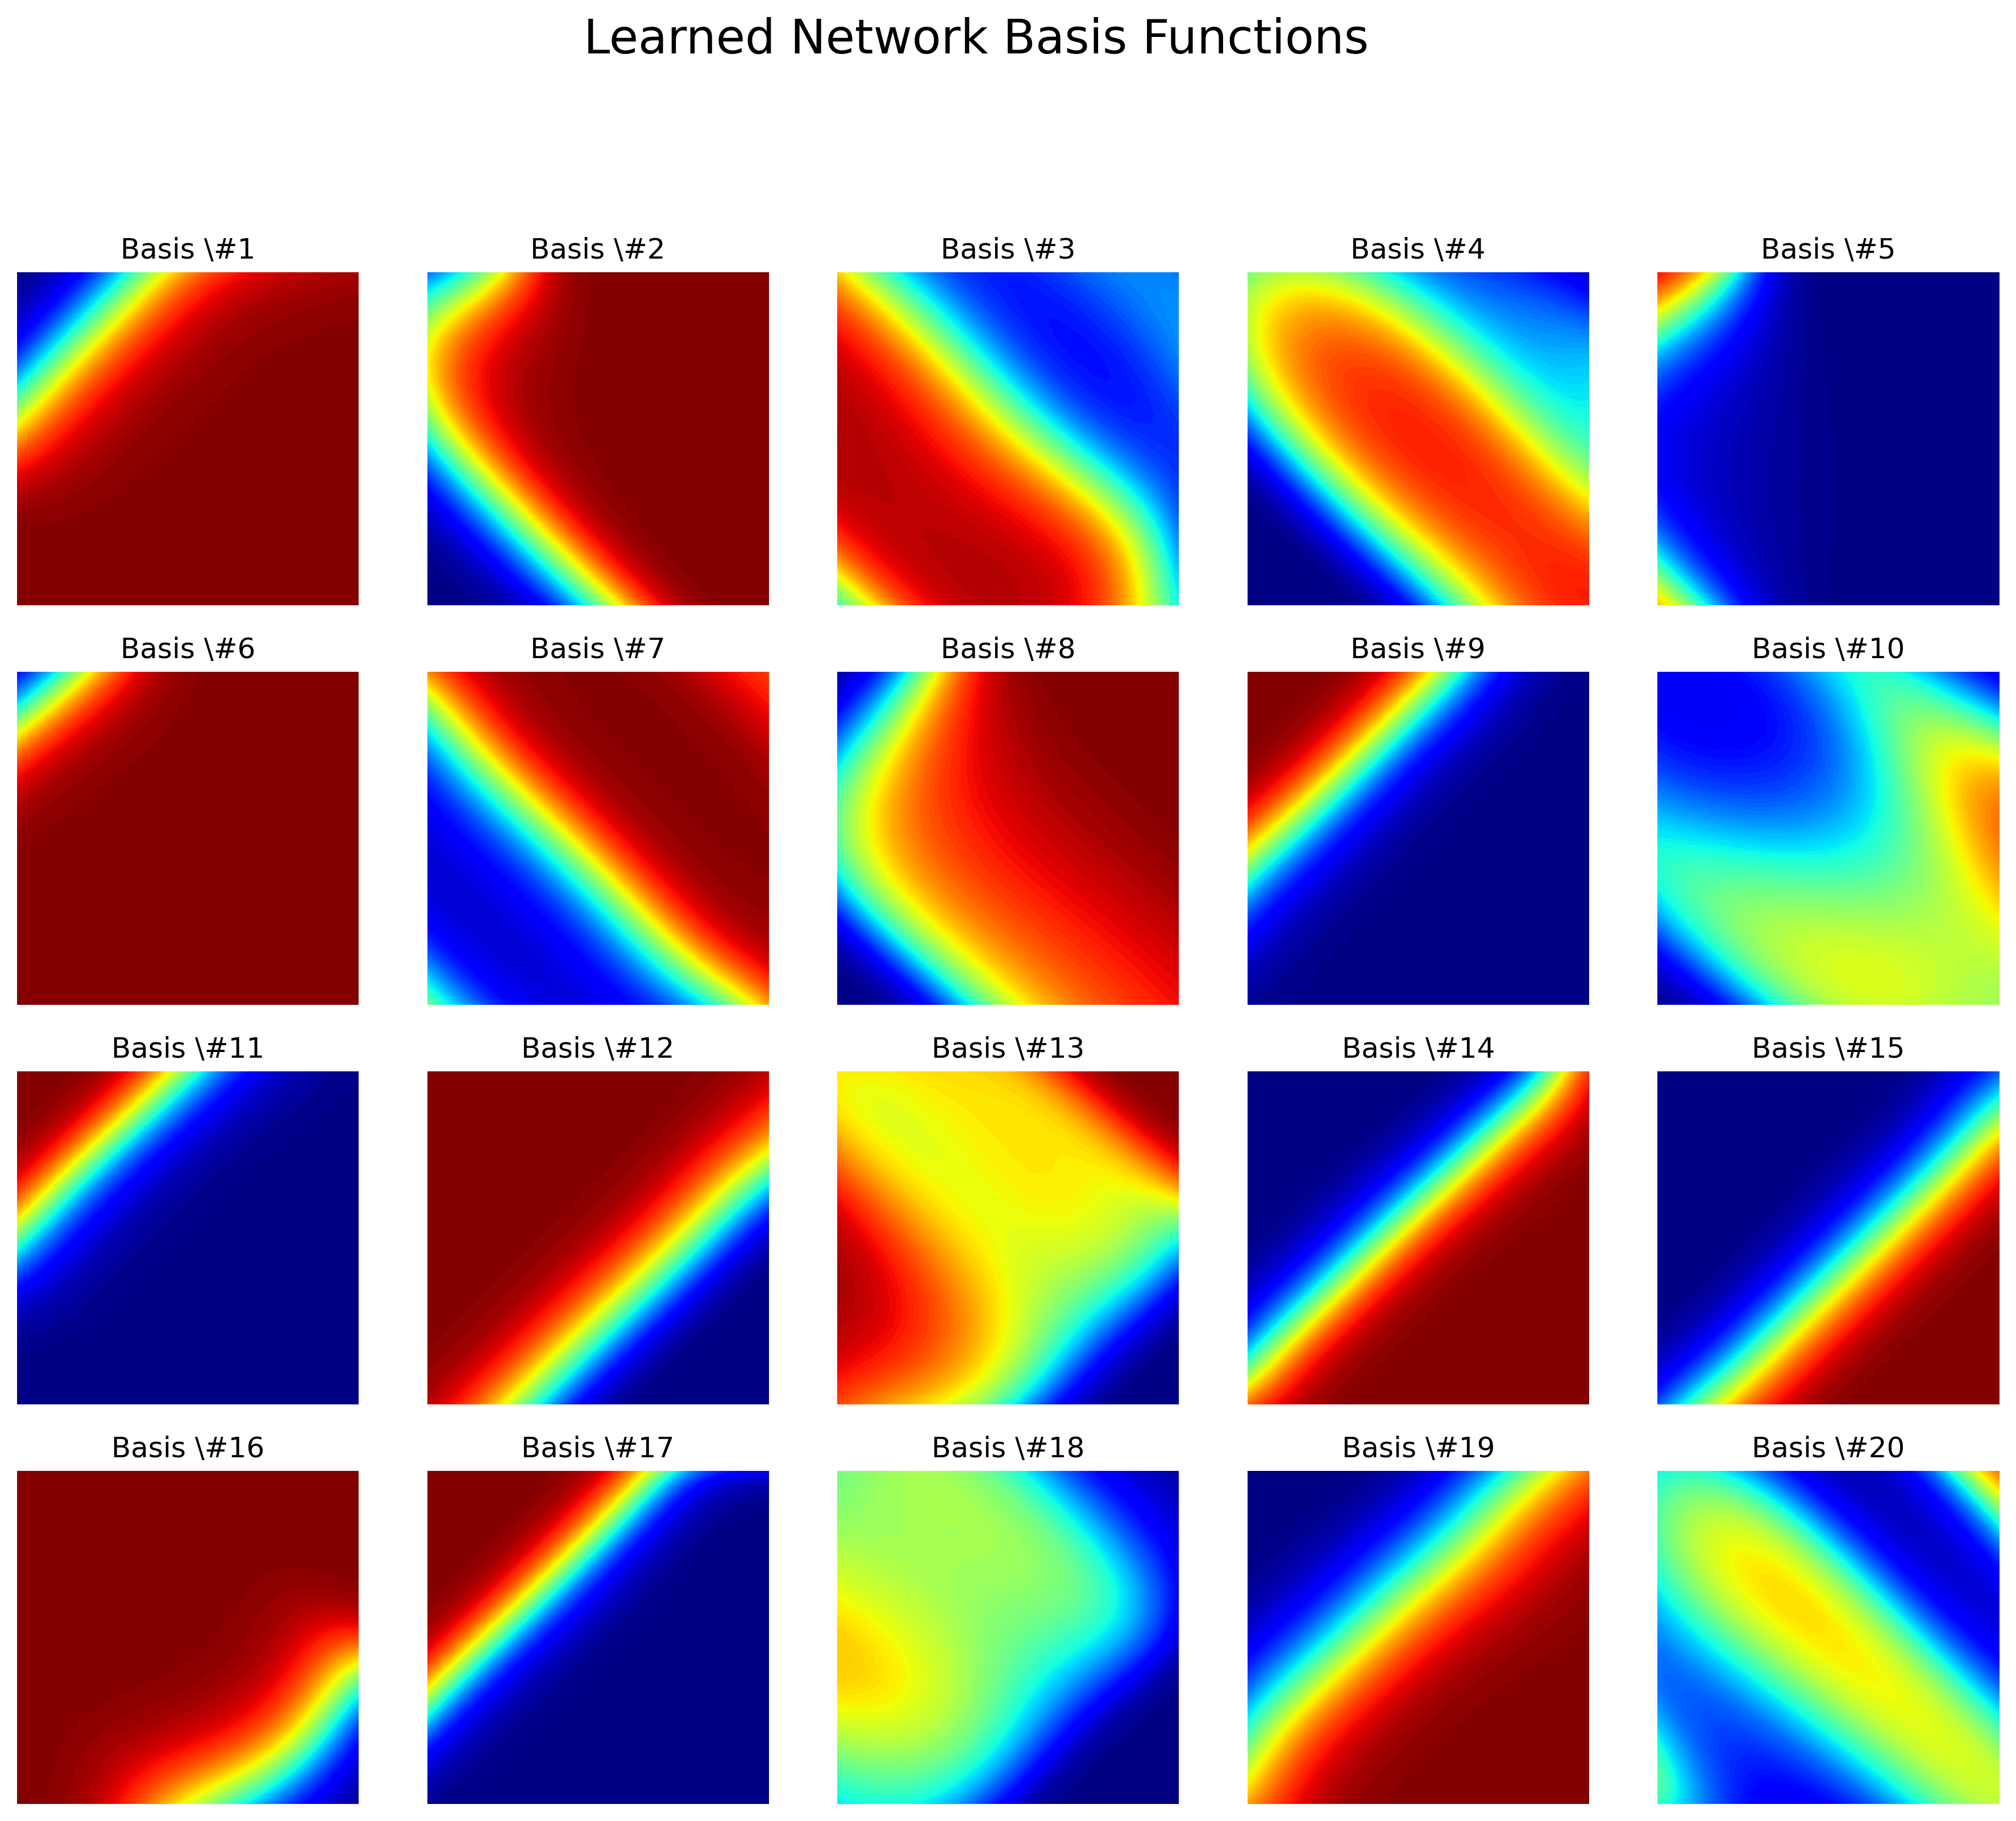 Learned Network Basis Functions
Basis \#1 Basis \#2 Basis \#3 Basis \#4 Basis \#5
Basis \#6 Basis \#7 Basis \#8 Basis \#9 Basis \#10
Basis \#11 Basis \#12 Basis \#13 Basis \#14 Basis \#15
Basis \#16 Basis \#17 Basis \#18 Basis \#19 Basis \#20